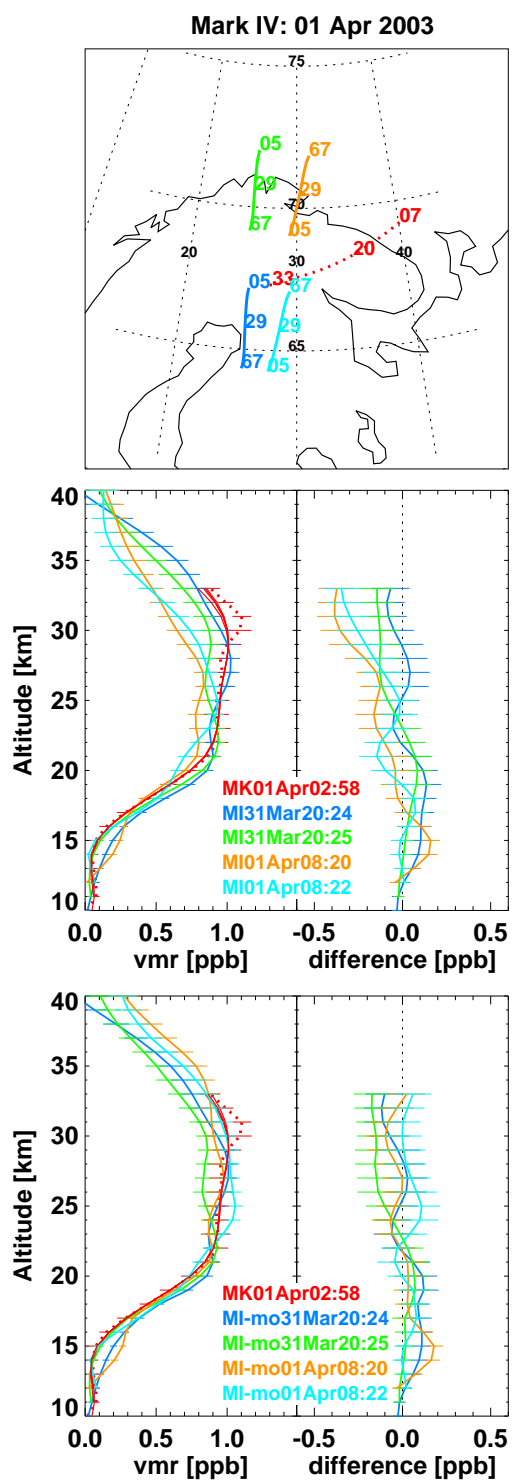 Mark IV: 01 Apr 2003
75
05
67
29
29
70
67
05
07
20
20
40
30
33
05
67
29
29
65
67
05
40
35
30
25
20
15
10
Altitude [km]
MK01Apr02:58
MI31Mar20:24
MI31Mar20:25
MI01Apr08:20
MI01Apr08:22
0.0 0.5 1.0
-0.5 0.0 0.5
vmr [ppb]
difference [ppb]
40
35
30
25
20
15
10
Altitude [km]
MK01Apr02:58
MI-mo31Mar20:24
MI-mo31Mar20:25
MI-mo01Apr08:20
MI-mo01Apr08:22
0.0 0.5 1.0
-0.5 0.0 0.5
vmr [ppb]
difference [ppb]